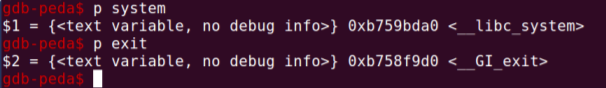 gdb-peda$ p system
$1 = {<text variable, no debug info>} 0xb759bda0 <__libc_system>
gdb-peda$ p exit
$2 = {<text variable, no debug info>} 0xb758f9d0 <__GI_exit>
gdb-peda$